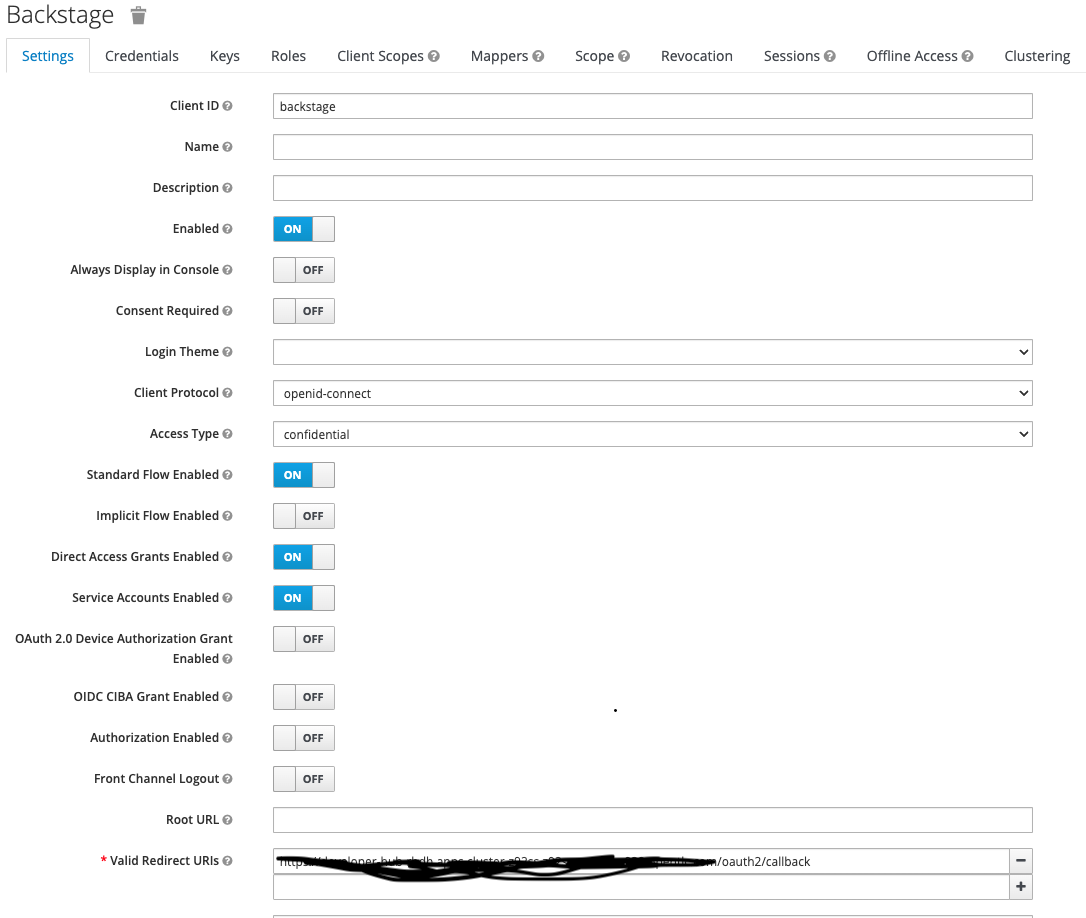 Backstage
Settings Credentials Keys Roles Client Scopes Mappers Scope Revocation Sessions Offline Access Clustering
Client ID backstage
Name
Description
Enabled ON
Always Display in Console OFF
Consent Required OFF
Login Theme
Client Protocol openid-connect
Access Type confidential
Standard Flow Enabled ON
Implicit Flow Enabled OFF
Direct Access Grants Enabled ON
Service Accounts Enabled ON
OAuth 2.0 Device Authorization Grant
Enabled OFF
OIDC CIBA Grant Enabled OFF
Authorization Enabled OFF
Front Channel Logout OFF
Root URL
* Valid Redirect URIs /oauth2/callback